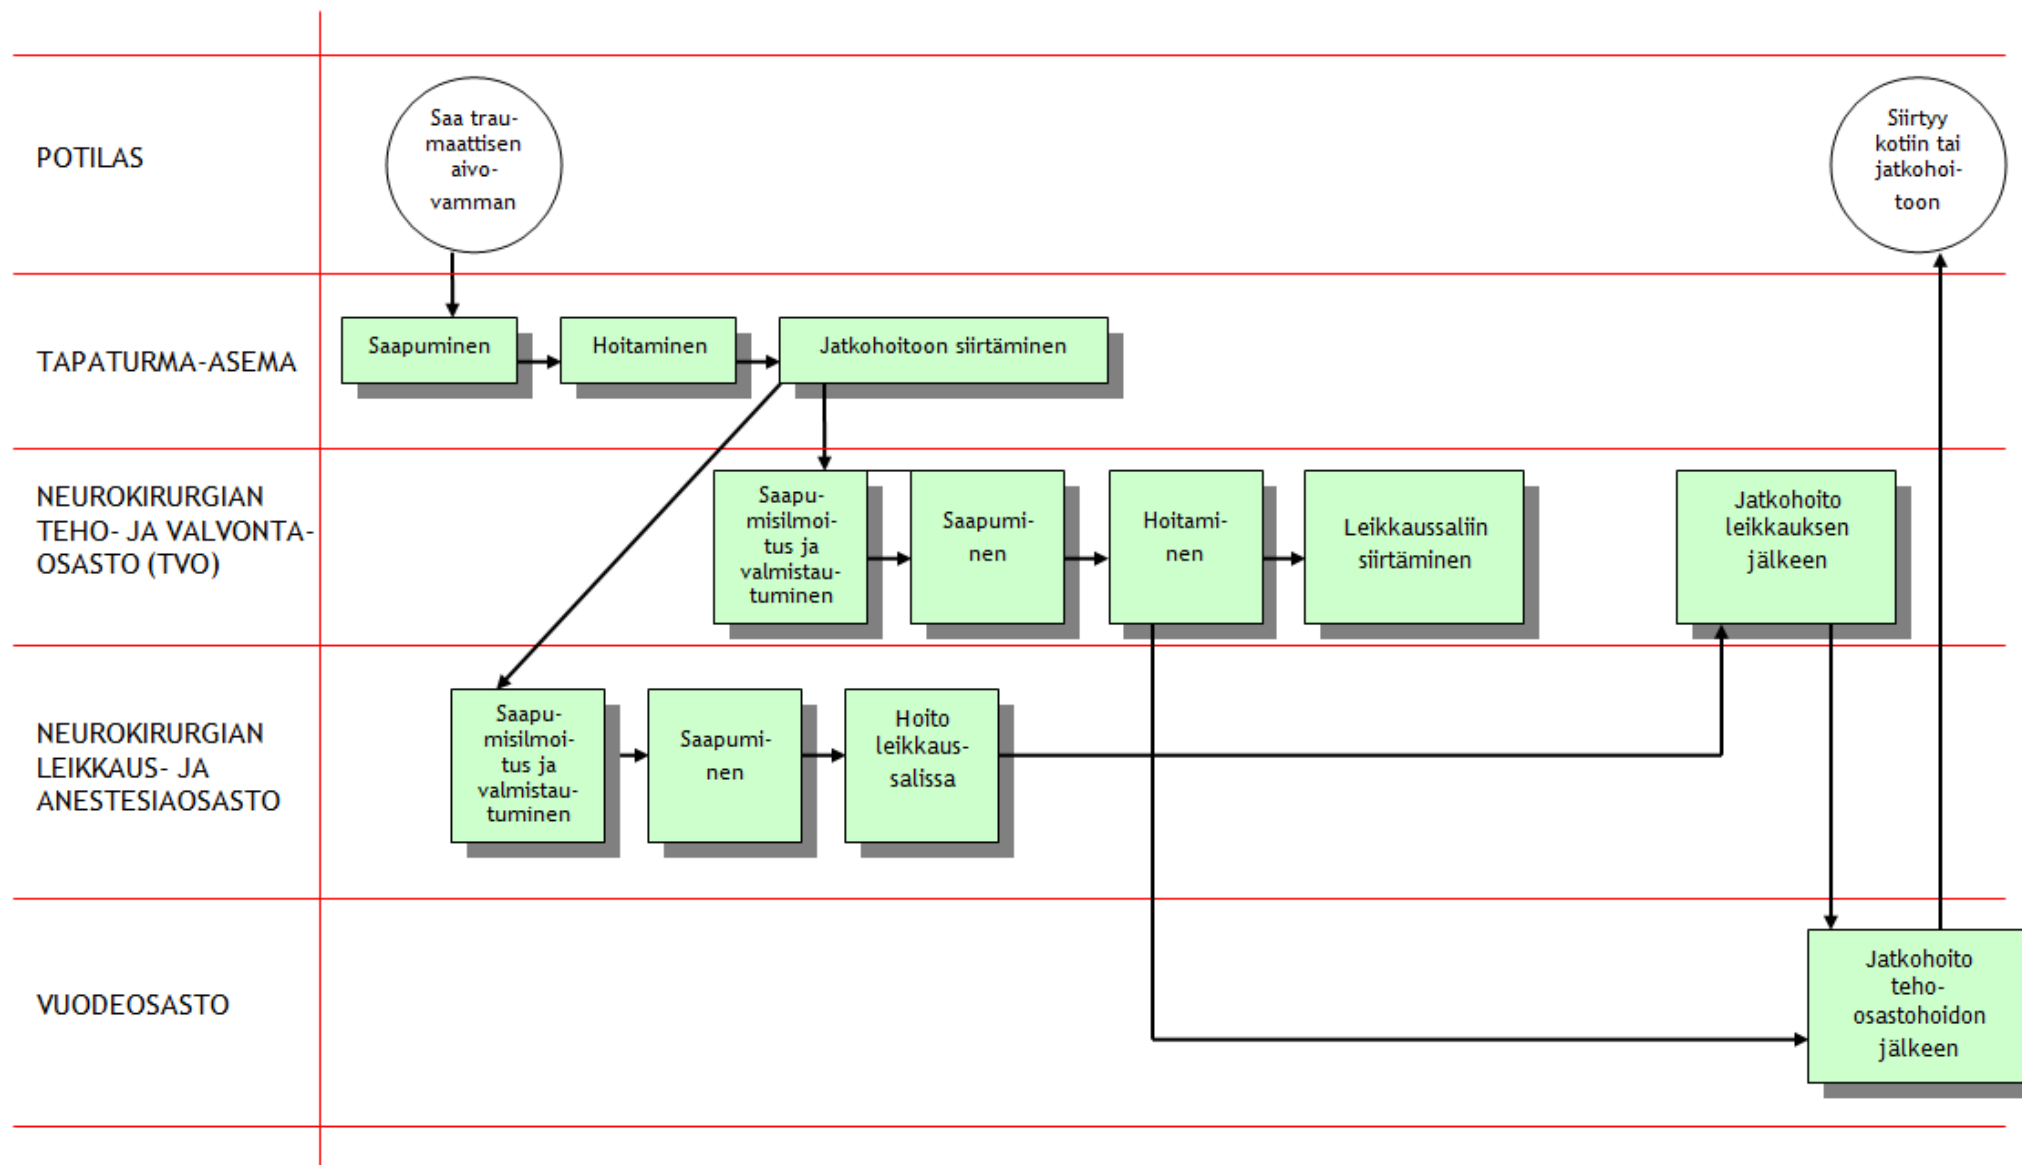 POTILAS
Saa trau-
maattisen
aivo-
vamman
Siirtyy
kotiin tai
jatkohoi-
toon
TAPATURMA-ASEMA
Saapuminen
Hoitaminen
Jatkohoitoon siirtäminen
NEUROKIRURGIAN
TEHO- JA VALVONTA-
OSASTO (TVO)
Saapu-
misilmoi-
tus ja
valmistau-
tuminen
Saapumi-
nen
Hoitami-
nen
Leikkaussaliin
siirtäminen
Jatkohoito
leikkauksen
jälkeen
NEUROKIRURGIAN
LEIKKAUS- JA
ANESTESIAOSASTO
Saapu-
misilmoi-
tus ja
valmistau-
tuminen
Saapumi-
nen
Hoito
leikkaus-
salissa
VUODEOSASTO
Jatkohoito
teho-
osastohoidon
jälkeen